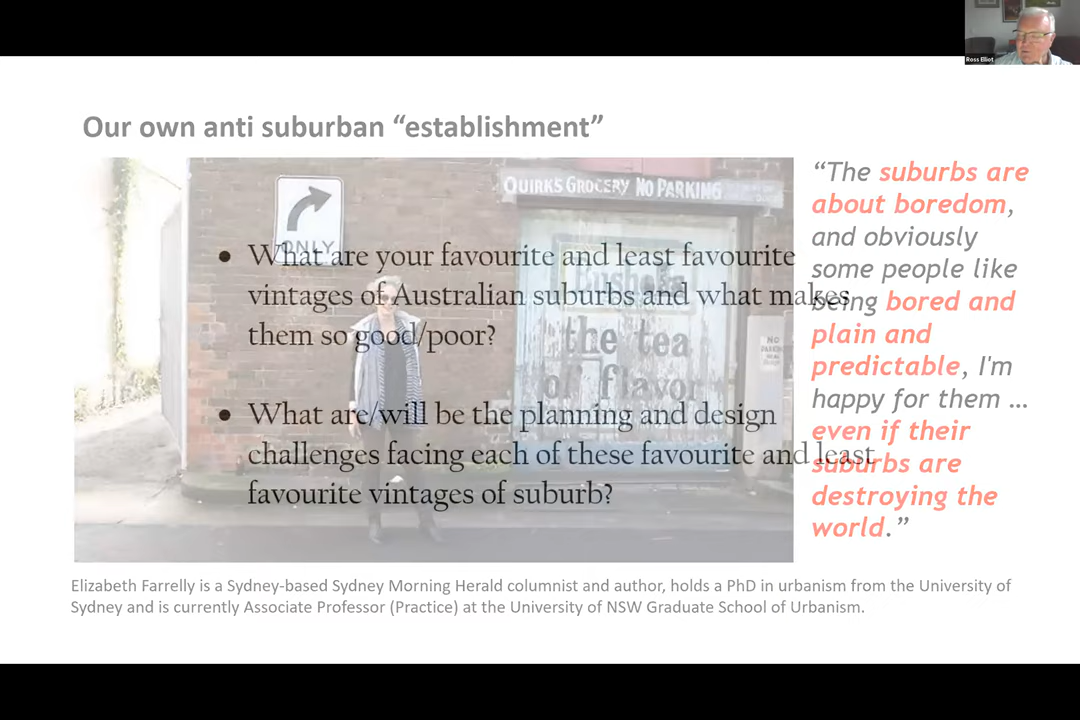 Ross Elliot
Our own anti suburban “establishment”
ONLY
QUIRK'S GROCERY NO PARKING
Bushells
the tea
of flavor
NO
PARKING
• What are your favourite and least favourite
vintages of Australian suburbs and what makes
them so good/poor?
• What are/will be the planning and design
challenges facing each of these favourite and least
favourite vintages of suburb?
“The suburbs are
about boredom,
and obviously
some people like
being bored and
plain and
predictable, I'm
happy for them ...
even if their
suburbs are
destroying the
world.”
Elizabeth Farrelly is a Sydney-based Sydney Morning Herald columnist and author, holds a PhD in urbanism from the University of
Sydney and is currently Associate Professor (Practice) at the University of NSW Graduate School of Urbanism.